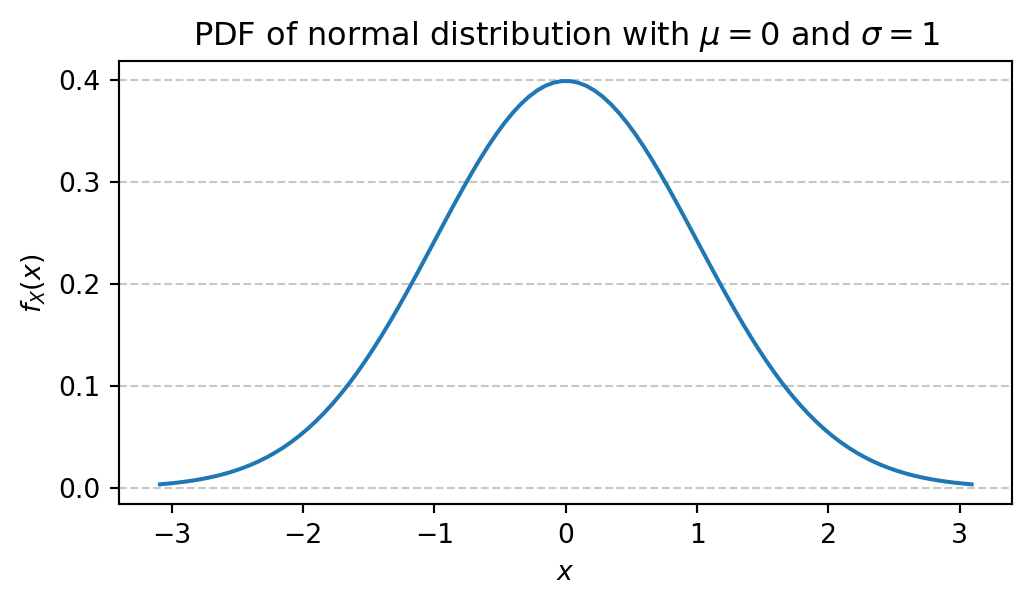 PDF of normal distribution with μ = 0 and σ = 1
0.4
0.3
0.2
0.1
0.0
f_X(x)
−3 −2 −1 0 1 2 3
x